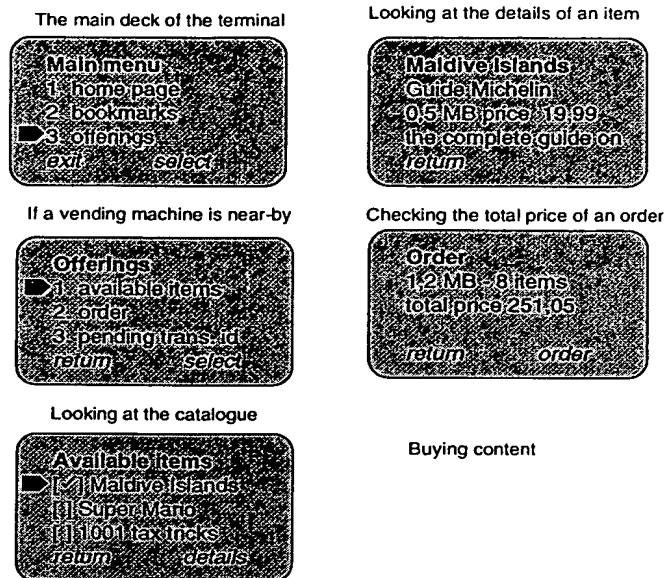 The main deck of the terminal
Main menu
1. home page
2. bookmarks
3. offerings
exit select
If a vending machine is near-by
Offerings
1. available items
2. order
3. pending trans. id
return select
Looking at the catalogue
Available items
[✓] Maldive Islands
[ ] Super Mario
[ ] 1001 tax tricks
return details
Looking at the details of an item
Maldive Islands
Guide Michelin
0,5 MB price 19,99
the complete guide on
return
Checking the total price of an order
Order
1,2 MB - 8 items
total price 251,05
return order
Buying content